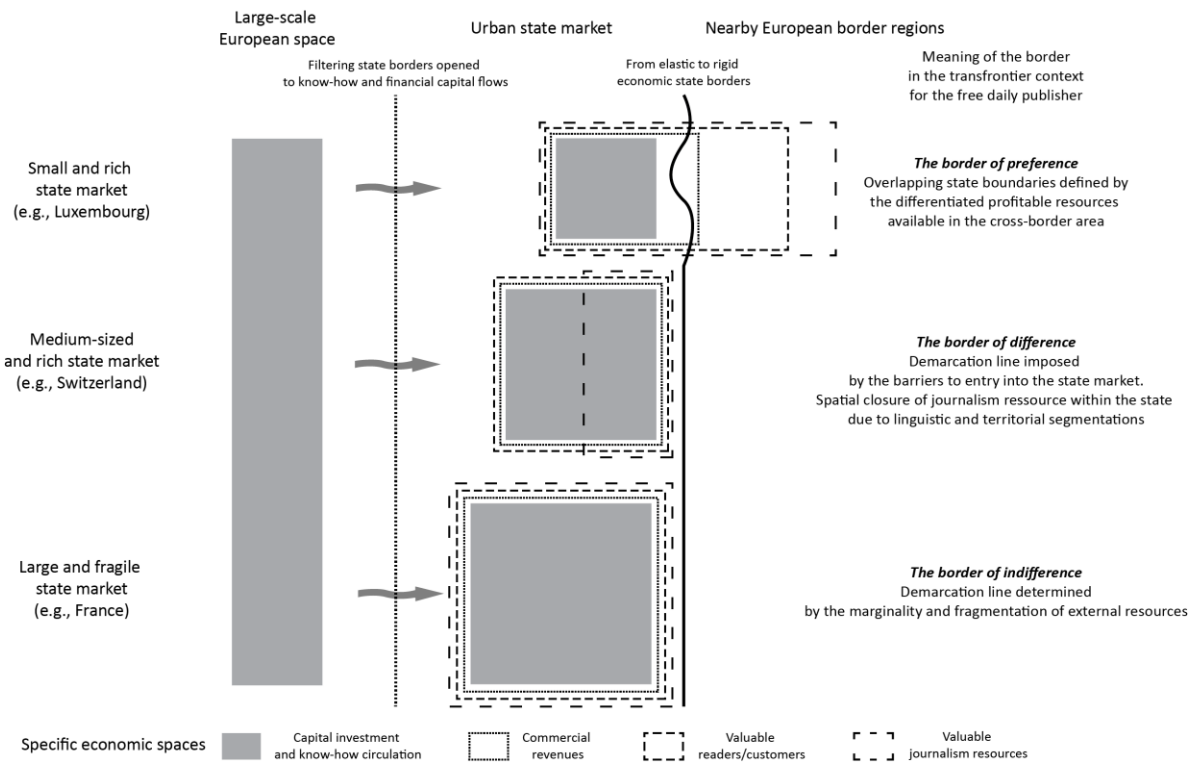 Large-scale
European space
Urban state market
Nearby European border regions
Filtering state borders opened
to know-how and financial capital flows
From elastic to rigid
economic state borders
Meaning of the border
in the transfrontier context
for the free daily publisher
Small and rich
state market
(e.g., Luxembourg)
The border of preference
Overlapping state boundaries defined by
the differentiated profitable resources
available in the cross-border area
Medium-sized
and rich state market
(e.g., Switzerland)
The border of difference
Demarcation line imposed
by the barriers to entry into the state market.
Spatial closure of journalism ressource within the state
due to linguistic and territorial segmentations
Large and fragile
state market
(e.g., France)
The border of indifference
Demarcation line determined
by the marginality and fragmentation of external resources
Specific economic spaces
Capital investment
and know-how circulation
Commercial
revenues
Valuable
readers/customers
Valuable
journalism resources